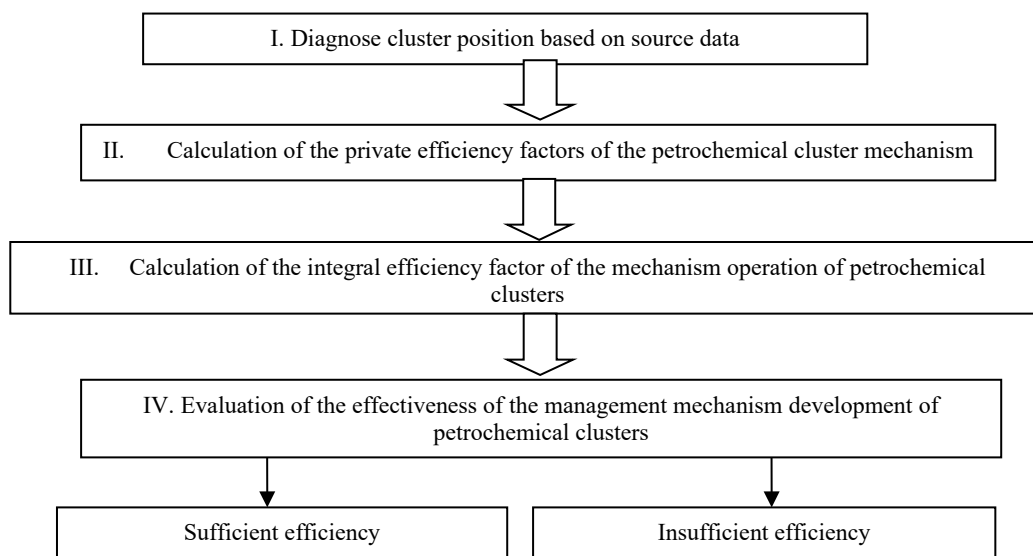 I. Diagnose cluster position based on source data
II. Calculation of the private efficiency factors of the petrochemical cluster mechanism
III. Calculation of the integral efficiency factor of the mechanism operation of petrochemical
clusters
IV. Evaluation of the effectiveness of the management mechanism development of
petrochemical clusters
Sufficient efficiency
Insufficient efficiency